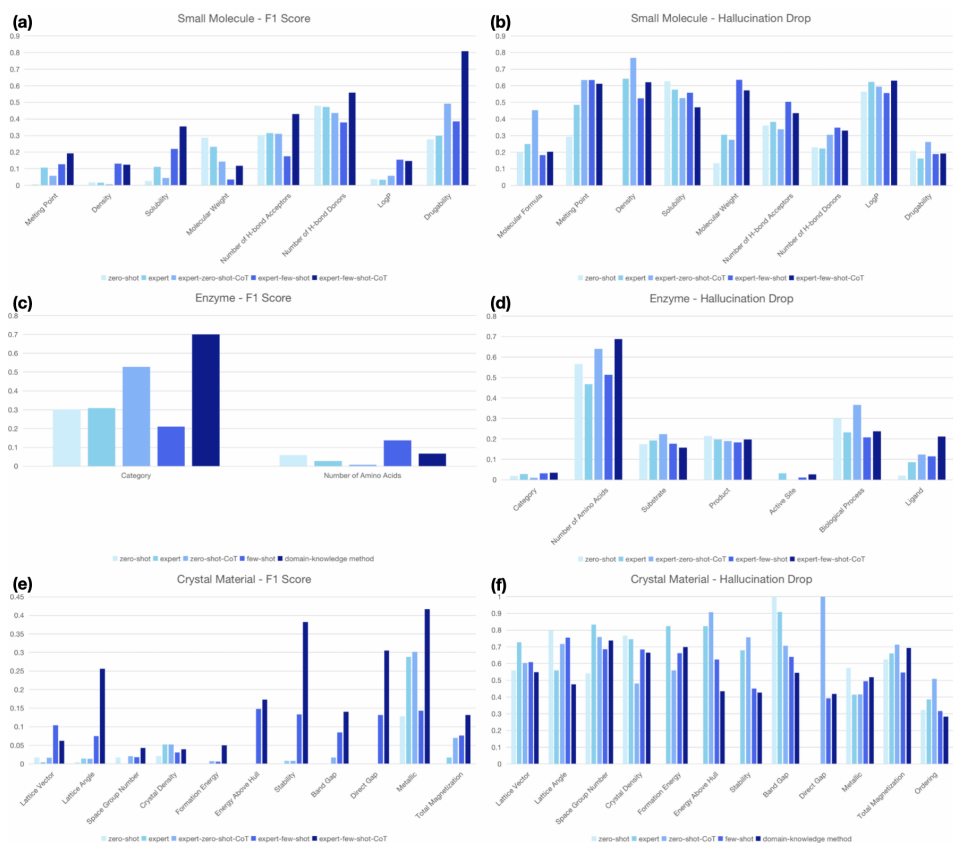 (a)
Small Molecule - F1 Score
0.9
0.8
0.7
0.6
0.5
0.4
0.3
0.2
0.1
0
Melting Point
Density
Solubility
Molecular Weight
Number of H-bond Acceptors
Number of H-bond Donors
LogP
Drugability
zero-shot expert expert-zero-shot-CoT expert-few-shot expert-few-shot-CoT
(b)
Small Molecule - Hallucination Drop
0.9
0.8
0.7
0.6
0.5
0.4
0.3
0.2
0.1
0
Molecular Formula
Melting Point
Density
Solubility
Molecular Weight
Number of H-bond Acceptors
Number of H-bond Donors
LogP
Drugability
zero-shot expert expert-zero-shot-CoT expert-few-shot expert-few-shot-CoT
(c)
Enzyme - F1 Score
0.8
0.7
0.6
0.5
0.4
0.3
0.2
0.1
0
Category
Number of Amino Acids
zero-shot expert zero-shot-CoT few-shot domain-knowledge method
(d)
Enzyme - Hallucination Drop
0.8
0.7
0.6
0.5
0.4
0.3
0.2
0.1
0
Category
Number of Amino Acids
Substrate
Product
Active Site
Biological Process
Ligand
zero-shot expert expert-zero-shot-CoT expert-few-shot expert-few-shot-CoT
(e)
Crystal Material - F1 Score
0.45
0.4
0.35
0.3
0.25
0.2
0.15
0.1
0.05
0
Lattice Vector
Lattice Angle
Space Group Number
Crystal Density
Formation Energy
Energy Above Hull
Stability
Band Gap
Direct Gap
Metallic
Total Magnetization
zero-shot expert expert-zero-shot-CoT expert-few-shot expert-few-shot-CoT
(f)
Crystal Material - Hallucination Drop
1
0.9
0.8
0.7
0.6
0.5
0.4
0.3
0.2
0.1
0
Lattice Vector
Lattice Angle
Space Group Number
Crystal Density
Formation Energy
Energy Above Hull
Stability
Band Gap
Direct Gap
Metallic
Total Magnetization
Ordering
zero-shot expert zero-shot-CoT few-shot domain-knowledge method